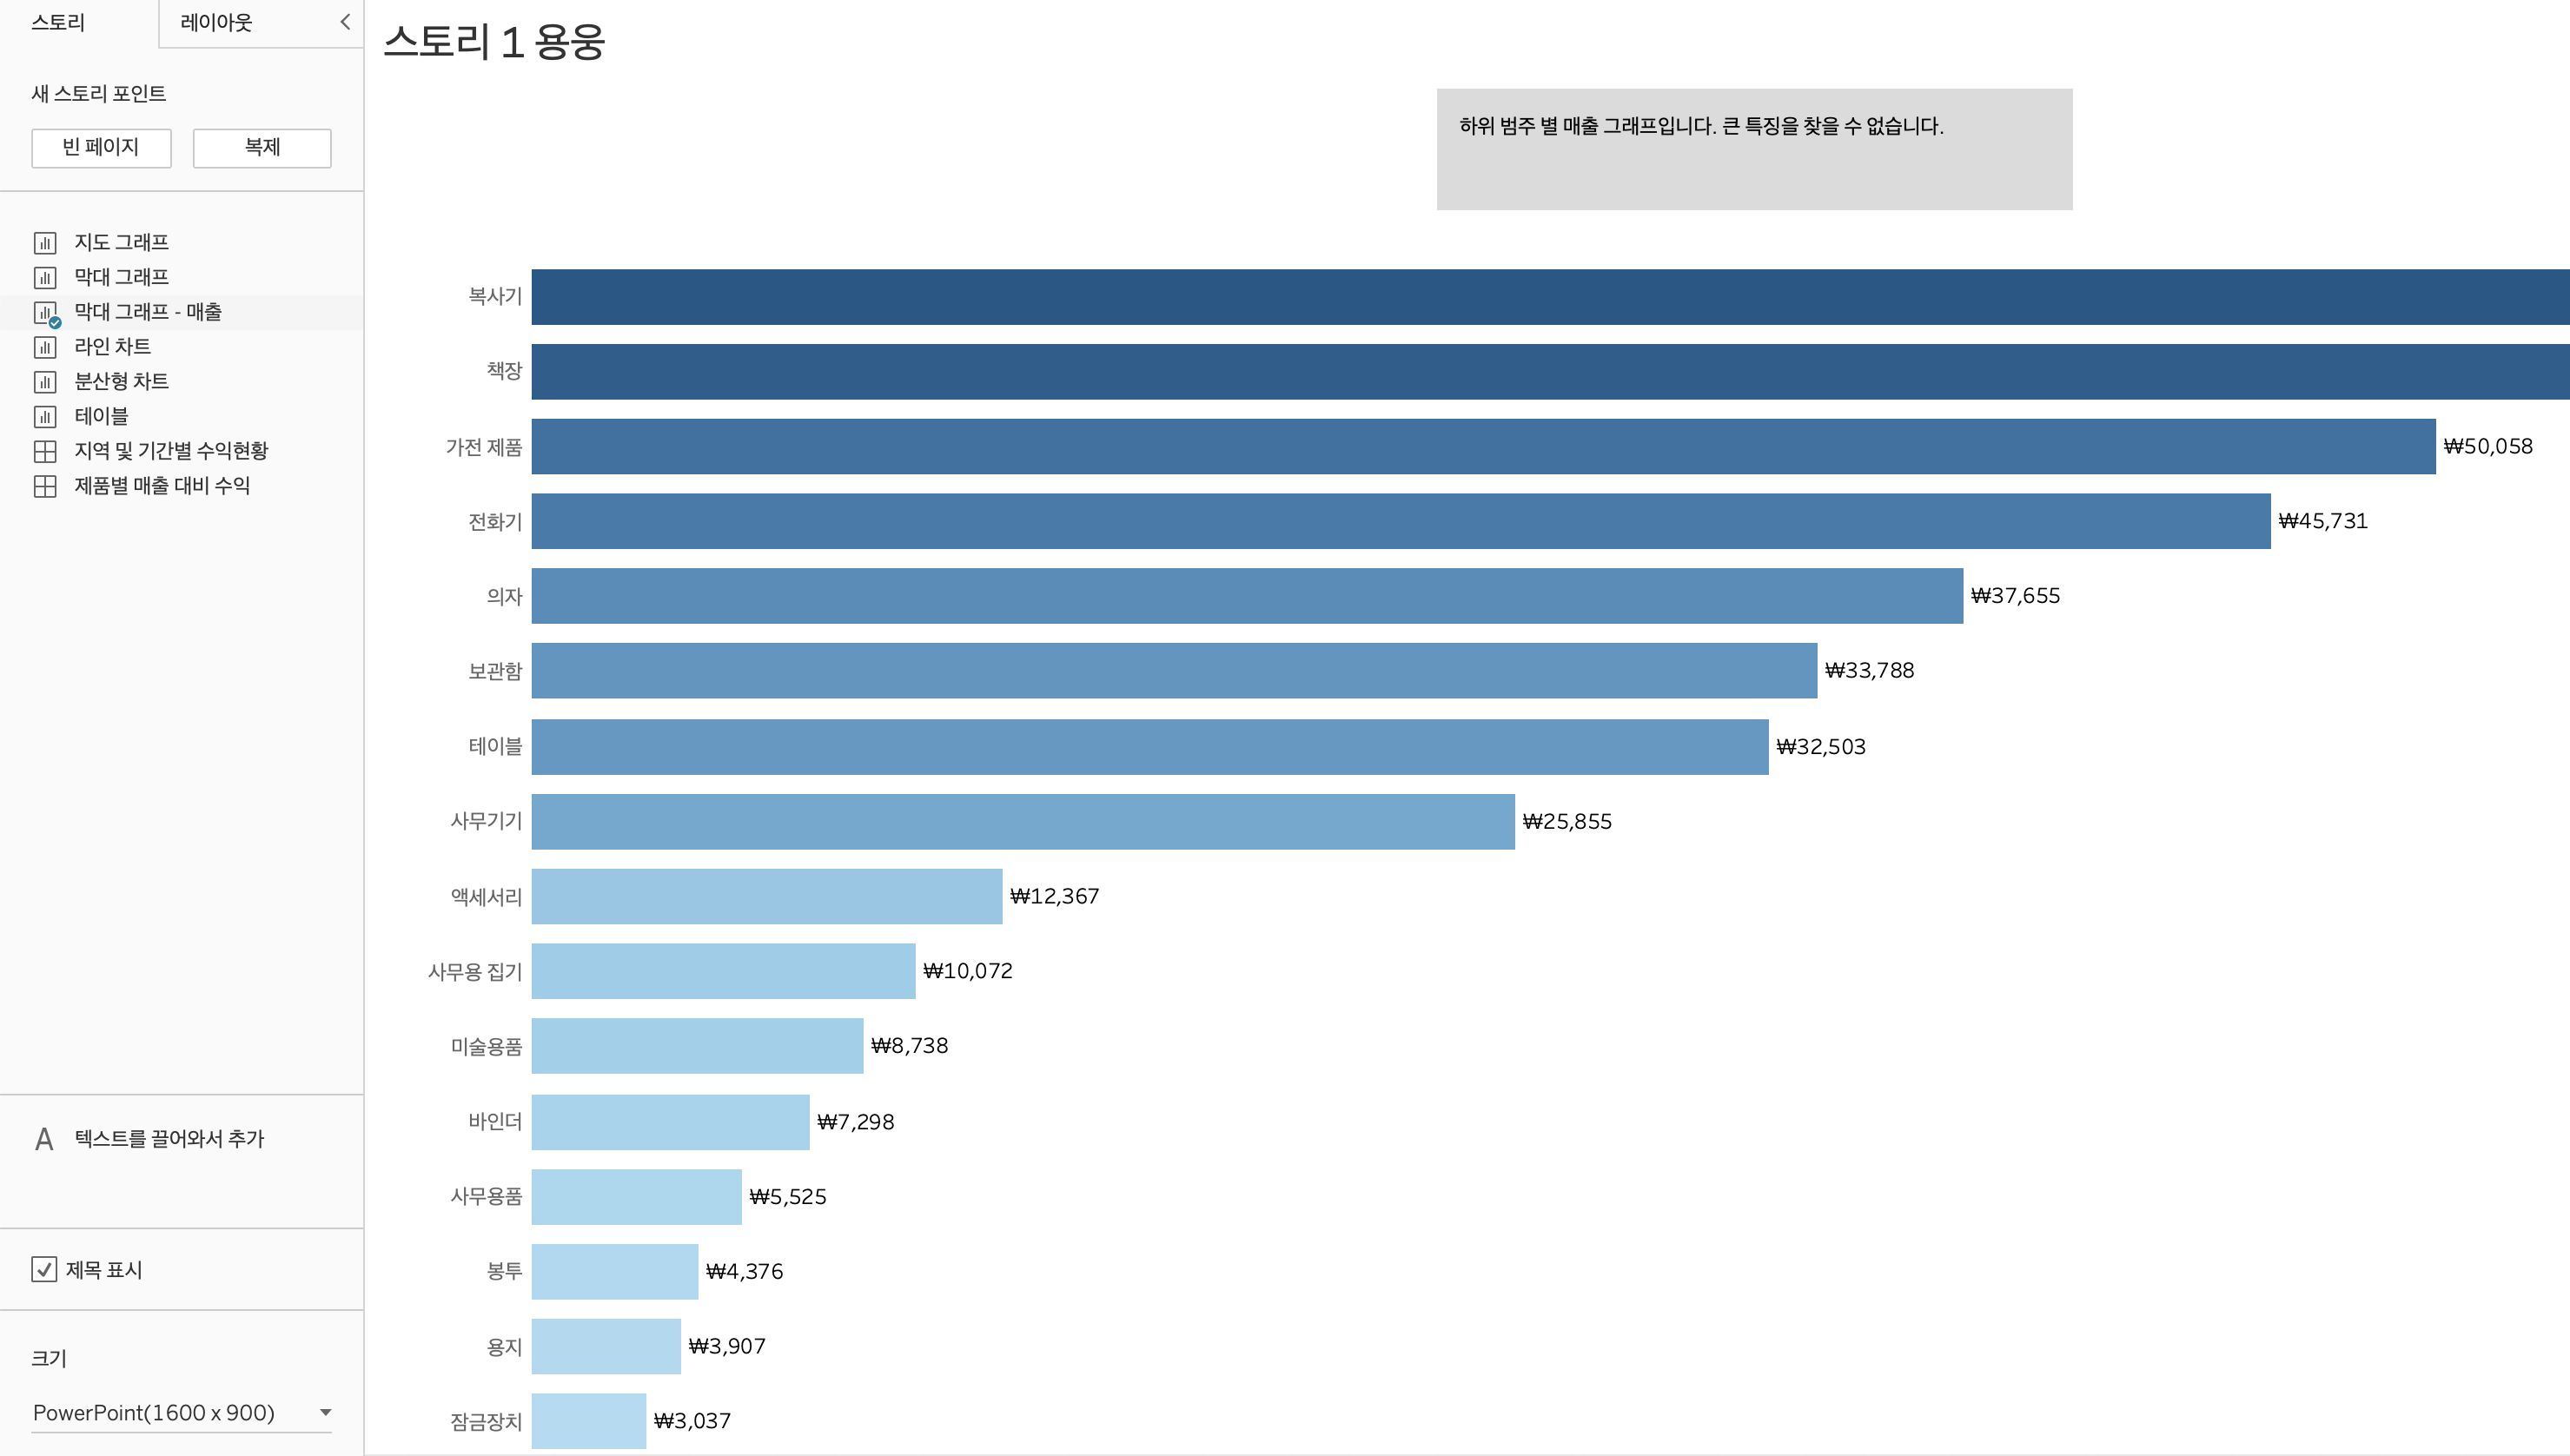 스토리
레이아웃
새 스토리 포인트
빈 페이지
복제
지도 그래프
막대 그래프
막대 그래프 - 매출
라인 차트
분산형 차트
테이블
지역 및 기간별 수익현황
제품별 매출 대비 수익
A 텍스트를 끌어와서 추가
제목 표시
크기
PowerPoint(1600 x 900)
스토리 1 용웅
하위 범주 별 매출 그래프입니다. 큰 특징을 찾을 수 없습니다.
복사기
책장
가전 제품 ₩50,058
전화기 ₩45,731
의자 ₩37,655
보관함 ₩33,788
테이블 ₩32,503
사무기기 ₩25,855
액세서리 ₩12,367
사무용 집기 ₩10,072
미술용품 ₩8,738
바인더 ₩7,298
사무용품 ₩5,525
봉투 ₩4,376
용지 ₩3,907
잠금장치 ₩3,037